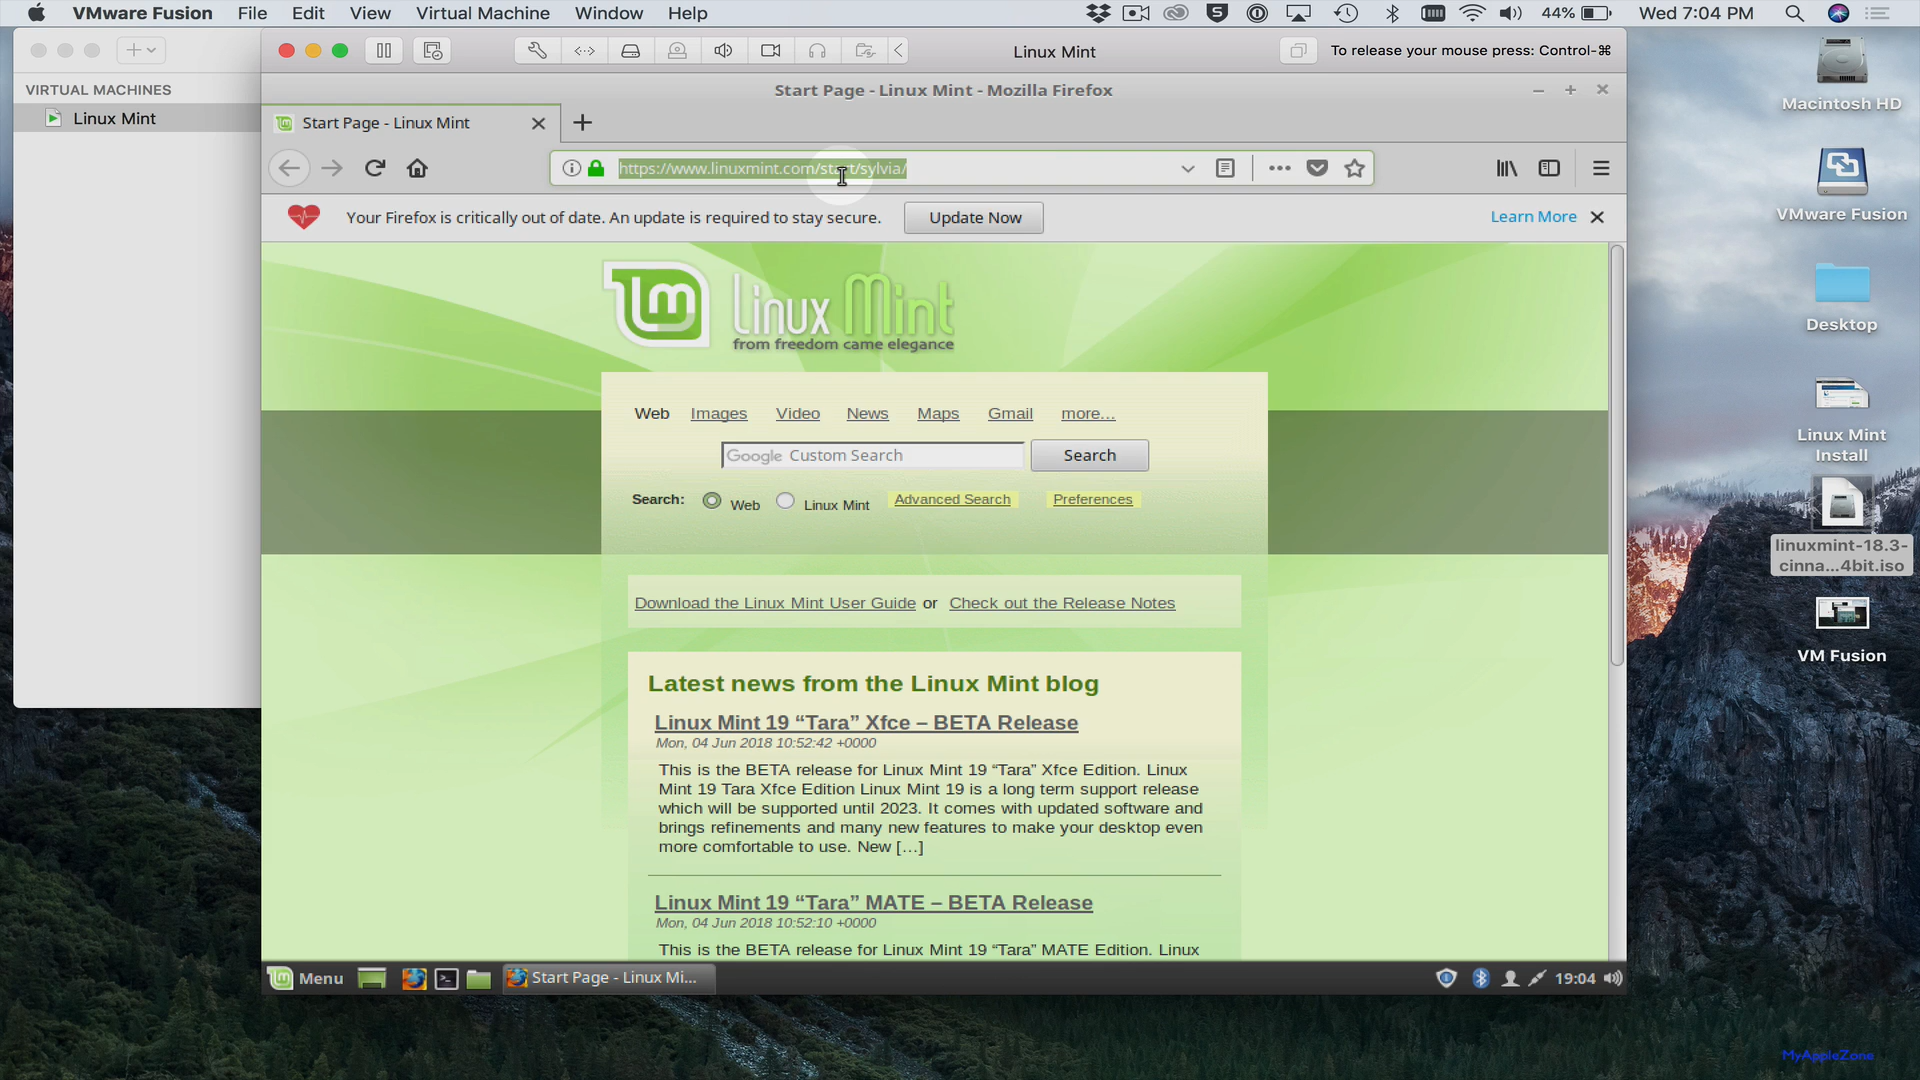 VMware Fusion File Edit View Virtual Machine Window Help 44% Wed 7:04 PM
Linux Mint To release your mouse press: Control-⌘
VIRTUAL MACHINES
Linux Mint
Start Page - Linux Mint - Mozilla Firefox
Start Page - Linux Mint
https://www.linuxmint.com/start/sylvia/
Your Firefox is critically out of date. An update is required to stay secure. Update Now Learn More
Linux Mint
from freedom came elegance
Web Images Video News Maps Gmail more...
Google Custom Search Search
Search: Web Linux Mint Advanced Search Preferences
Download the Linux Mint User Guide or Check out the Release Notes
Latest news from the Linux Mint blog
Linux Mint 19 “Tara” Xfce – BETA Release
Mon, 04 Jun 2018 10:52:42 +0000
This is the BETA release for Linux Mint 19 “Tara” Xfce Edition. Linux
Mint 19 Tara Xfce Edition Linux Mint 19 is a long term support release
which will be supported until 2023. It comes with updated software and
brings refinements and many new features to make your desktop even
more comfortable to use. New […]
Linux Mint 19 “Tara” MATE – BETA Release
Mon, 04 Jun 2018 10:52:10 +0000
This is the BETA release for Linux Mint 19 “Tara” MATE Edition. Linux
Menu Start Page - Linux Mi... 19:04
Macintosh HD
VMware Fusion
Desktop
Linux Mint
Install
linuxmint-18.3-
cinna...4bit.iso
VM Fusion
MyAppleZone